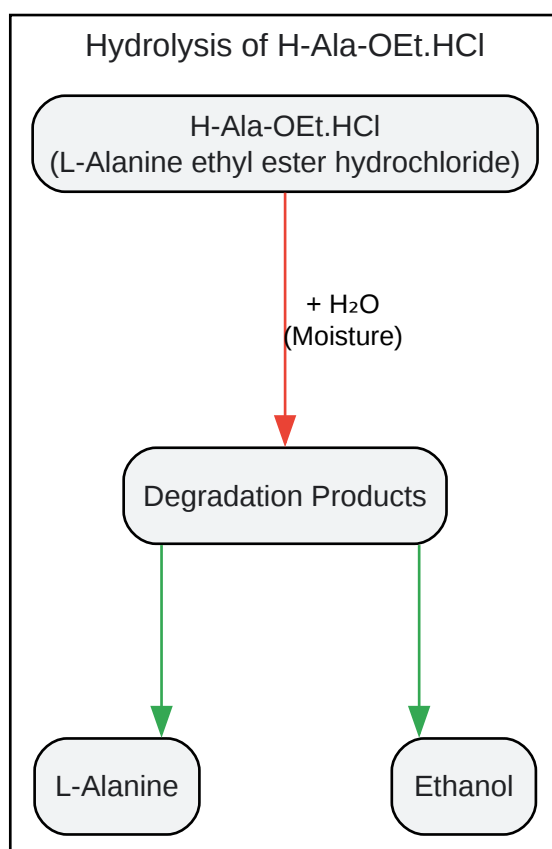 Hydrolysis of H-Ala-OEt.HCl
H-Ala-OEt.HCl
(L-Alanine ethyl ester hydrochloride)
+ H₂O
(Moisture)
Degradation Products
L-Alanine
Ethanol